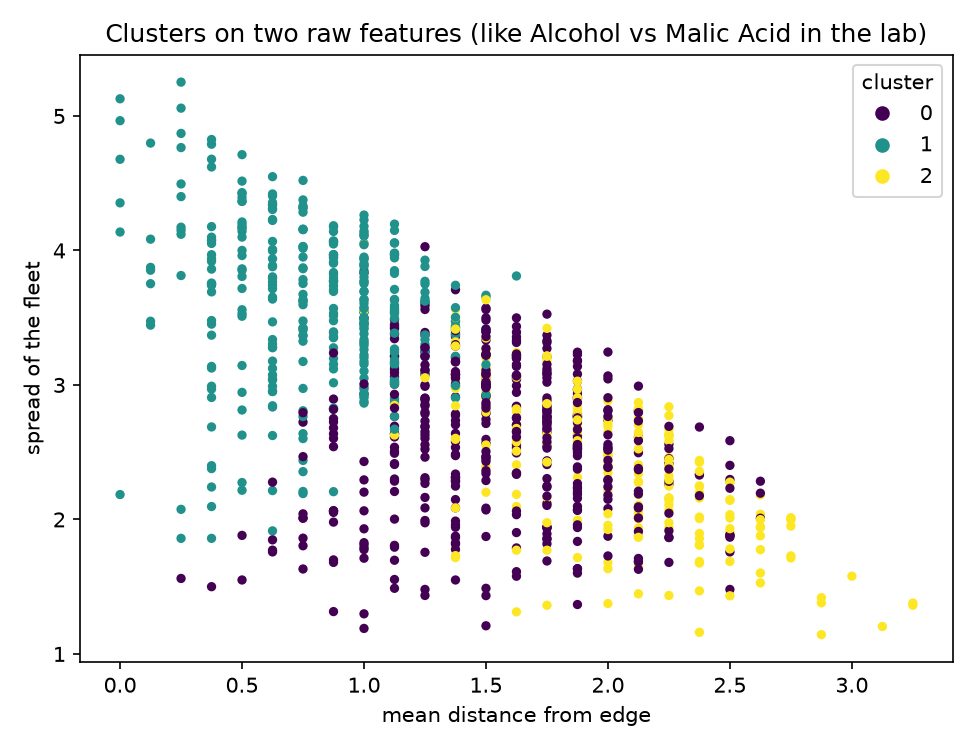 Clusters on two raw features (like Alcohol vs Malic Acid in the lab)
cluster
0
1
2
5
4
3
2
1
spread of the fleet
0.0 0.5 1.0 1.5 2.0 2.5 3.0
mean distance from edge